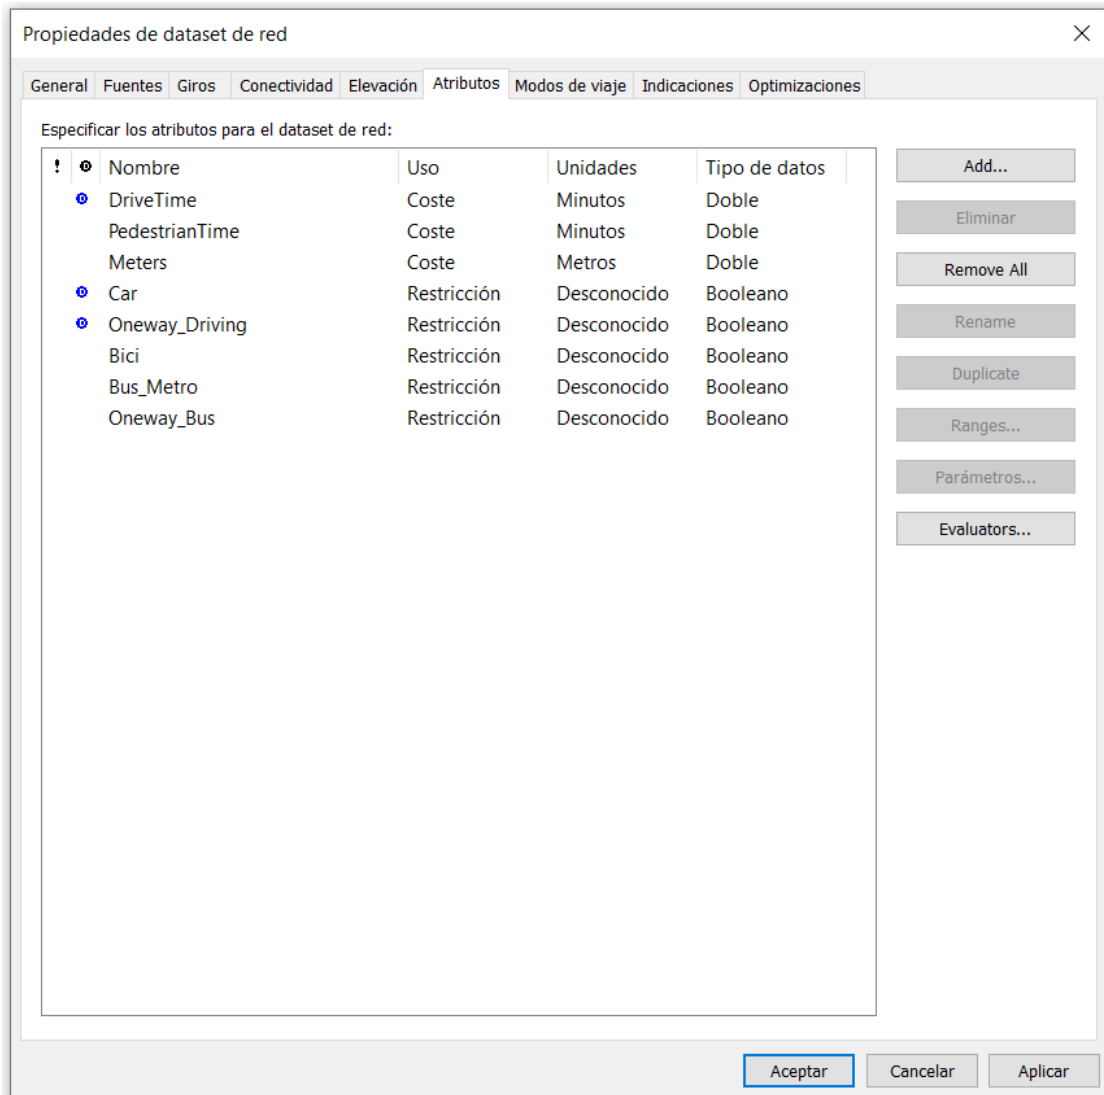 Propiedades de dataset de red
General Fuentes Giros Conectividad Elevación Atributos Modos de viaje Indicaciones Optimizaciones
Especificar los atributos para el dataset de red:
! D Nombre Uso Unidades Tipo de datos
D DriveTime Coste Minutos Doble
PedestrianTime Coste Minutos Doble
Meters Coste Metros Doble
D Car Restricción Desconocido Booleano
D Oneway_Driving Restricción Desconocido Booleano
Bici Restricción Desconocido Booleano
Bus_Metro Restricción Desconocido Booleano
Oneway_Bus Restricción Desconocido Booleano
Add...
Eliminar
Remove All
Rename
Duplicate
Ranges...
Parámetros...
Evaluators...
Aceptar Cancelar Aplicar